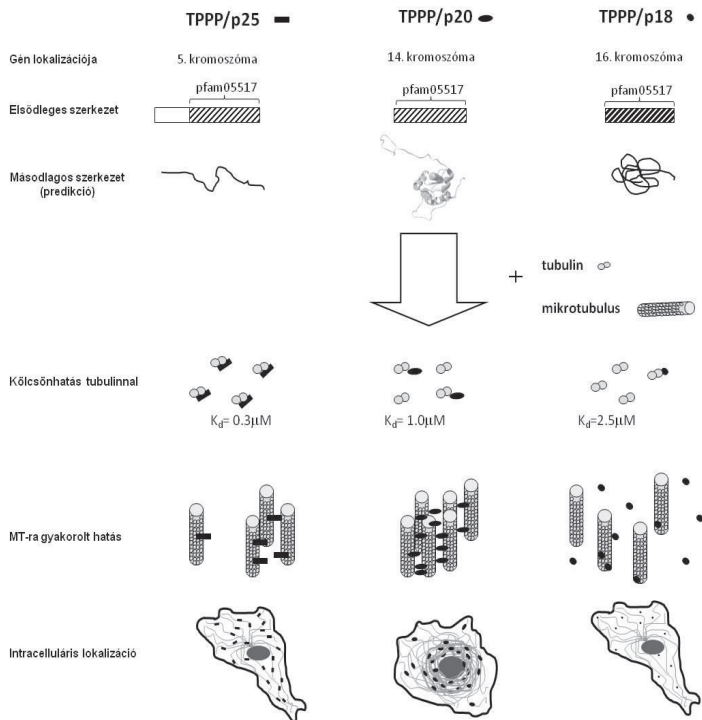 TPPP/p25 TPPP/p20 TPPP/p18
Gén lokalizációja 5. kromoszóma 14. kromoszóma 16. kromoszóma
pfam05517 pfam05517 pfam05517
Elsődleges szerkezet
Másodlagos szerkezet
(predikció)
+ tubulin
mikrotubulus
Kölcsönhatás tubulinnal
Kd= 0.3µM Kd= 1.0µM Kd=2.5µM
MT-ra gyakorolt hatás
Intracelluláris lokalizáció